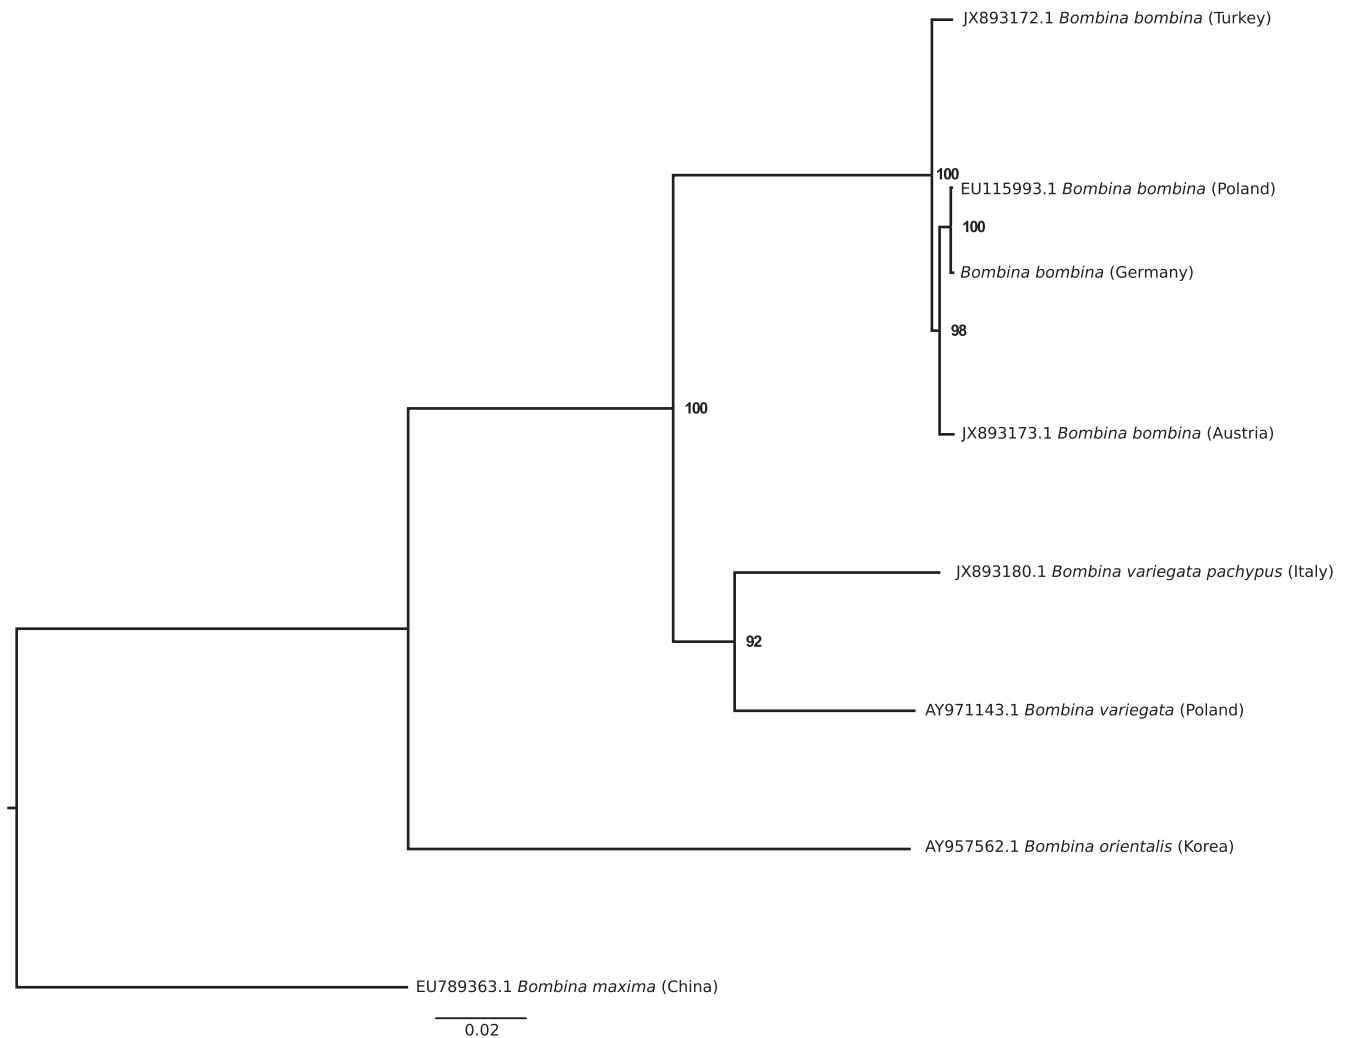 JX893172.1 Bombina bombina (Turkey)
100
EU115993.1 Bombina bombina (Poland)
100
Bombina bombina (Germany)
98
100
JX893173.1 Bombina bombina (Austria)
JX893180.1 Bombina variegata pachypus (Italy)
92
AY971143.1 Bombina variegata (Poland)
AY957562.1 Bombina orientalis (Korea)
EU789363.1 Bombina maxima (China)
0.02